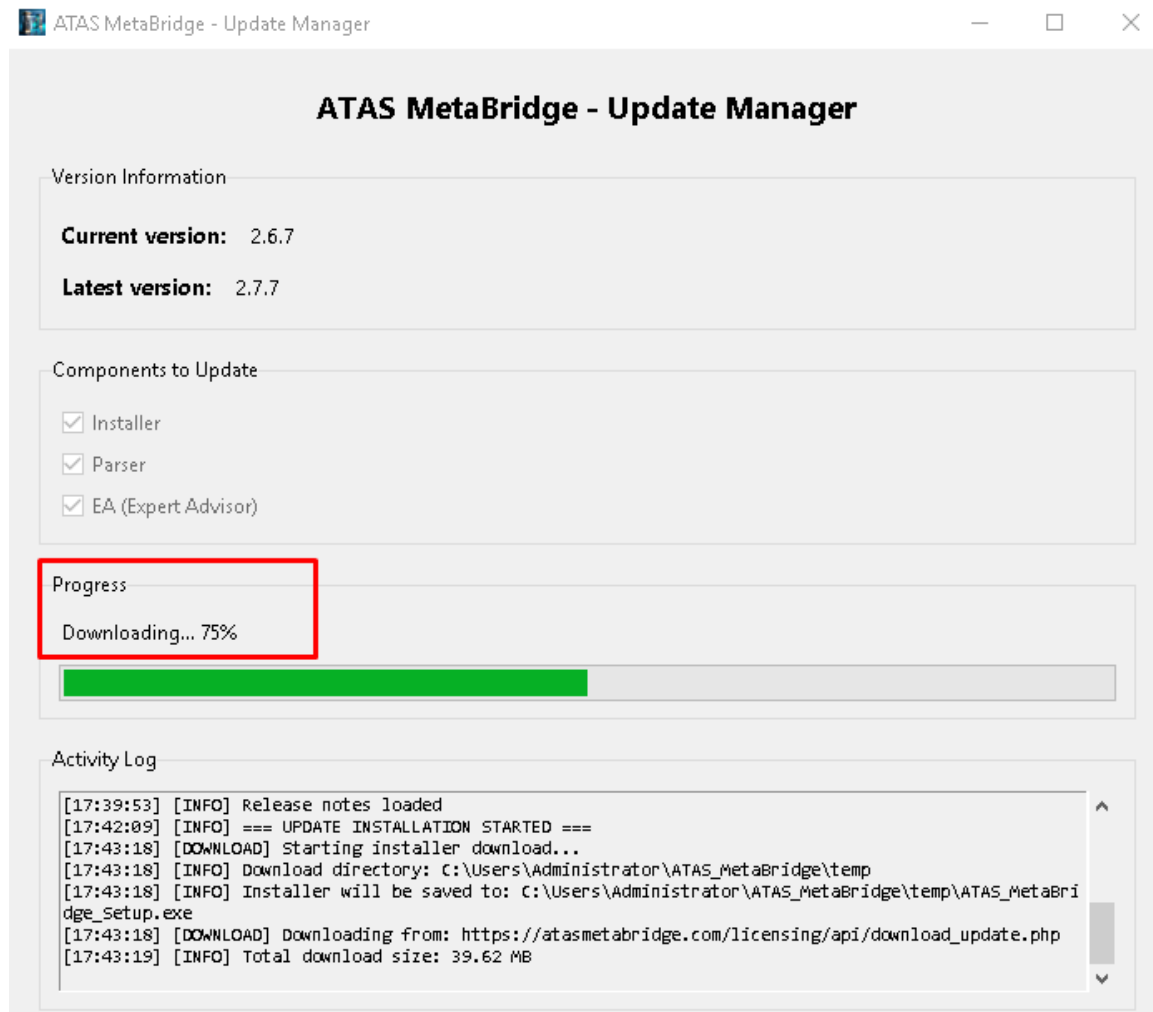 ATAS MetaBridge - Update Manager
ATAS MetaBridge - Update Manager
Version Information
Current version: 2.6.7
Latest version: 2.7.7
Components to Update
Installer
Parser
EA (Expert Advisor)
Progress
Downloading... 75%
Activity Log
[17:39:53] [INFO] Release notes loaded
[17:42:09] [INFO] === UPDATE INSTALLATION STARTED ===
[17:43:18] [DOWNLOAD] Starting installer download...
[17:43:18] [INFO] Download directory: C:\Users\Administrator\ATAS_MetaBridge\temp
[17:43:18] [INFO] Installer will be saved to: C:\Users\Administrator\ATAS_MetaBridge\temp\ATAS_MetaBri
dge_Setup.exe
[17:43:18] [DOWNLOAD] Downloading from: https://atasmetabridge.com/licensing/api/download_update.php
[17:43:19] [INFO] Total download size: 39.62 MB